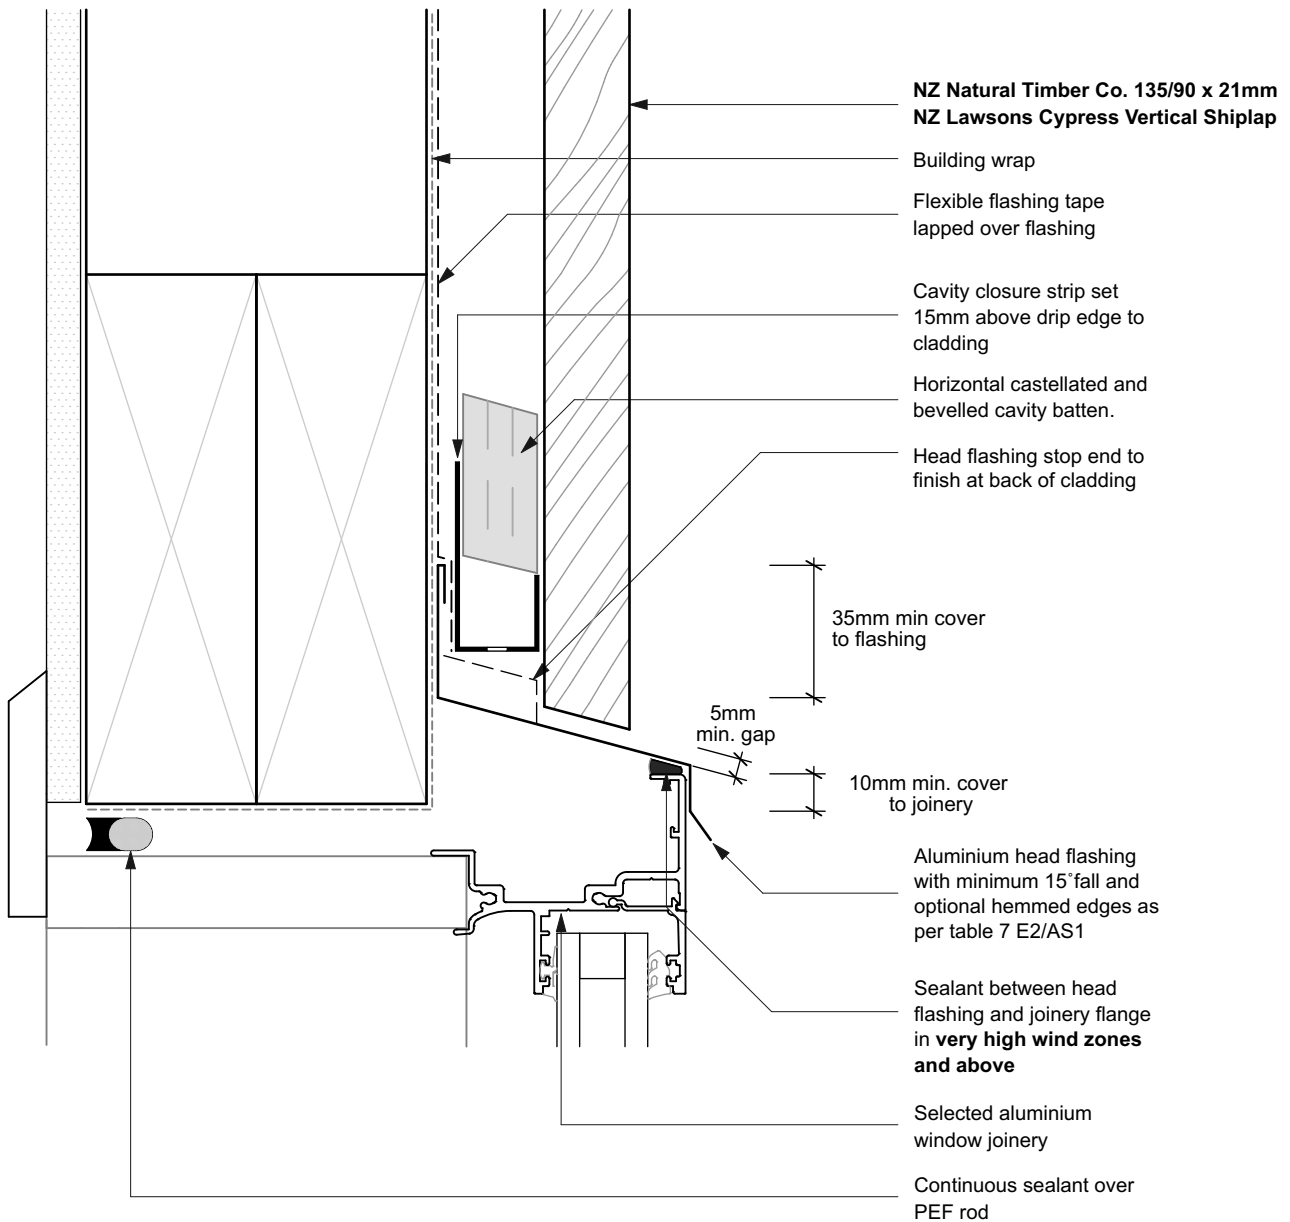 NZ Natural Timber Co. 135/90 x 21mm
NZ Lawsons Cypress Vertical Shiplap
Building wrap
Flexible flashing tape
lapped over flashing
Cavity closure strip set
15mm above drip edge to
cladding
Horizontal castellated and
bevelled cavity batten.
Head flashing stop end to
finish at back of cladding
35mm min cover
to flashing
5mm
min. gap
10mm min. cover
to joinery
Aluminium head flashing
with minimum 15˚fall and
optional hemmed edges as
per table 7 E2/AS1
Sealant between head
flashing and joinery flange
in very high wind zones
and above
Selected aluminium
window joinery
Continuous sealant over
PEF rod